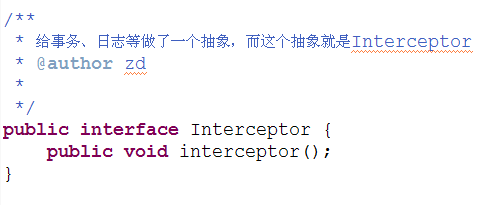 /**
 * 给事务、日志等做了一个抽象，而这个抽象就是Interceptor
 * @author zd
 *
 */
public interface Interceptor {
    public void interceptor();
}